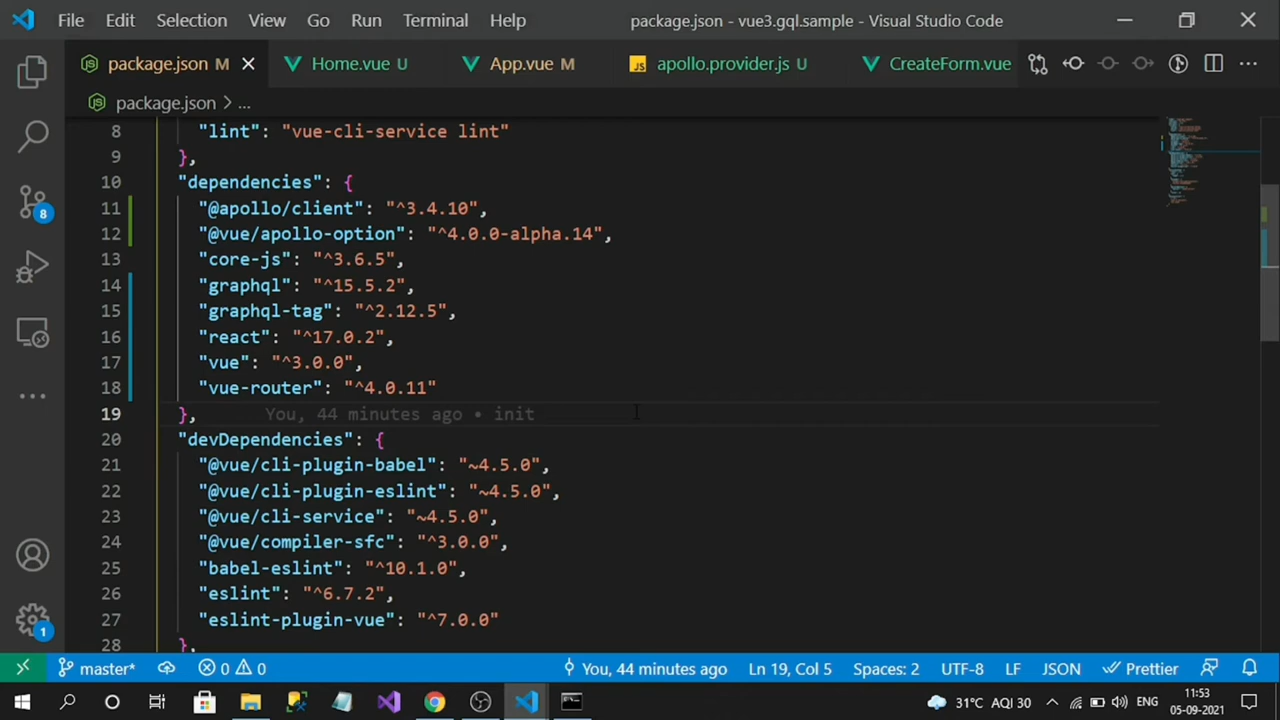 File Edit Selection View Go Run Terminal Help package.json - vue3.gql.sample - Visual Studio Code
package.json M Home.vue U App.vue M JS apollo.provider.js U CreateForm.vue
package.json > ...
8 "lint": "vue-cli-service lint"
9 },
10 "dependencies": {
11 "@apollo/client": "^3.4.10",
12 "@vue/apollo-option": "^4.0.0-alpha.14",
13 "core-js": "^3.6.5",
14 "graphql": "^15.5.2",
15 "graphql-tag": "^2.12.5",
16 "react": "^17.0.2",
17 "vue": "^3.0.0",
18 "vue-router": "^4.0.11"
19 }, You, 44 minutes ago • init
20 "devDependencies": {
21 "@vue/cli-plugin-babel": "~4.5.0",
22 "@vue/cli-plugin-eslint": "~4.5.0",
23 "@vue/cli-service": "~4.5.0",
24 "@vue/compiler-sfc": "^3.0.0",
25 "babel-eslint": "^10.1.0",
26 "eslint": "^6.7.2",
27 "eslint-plugin-vue": "^7.0.0"
28 },
8
1
master* 0 0 You, 44 minutes ago Ln 19, Col 5 Spaces: 2 UTF-8 LF JSON Prettier
31°C AQI 30 ENG 11:53
05-09-2021